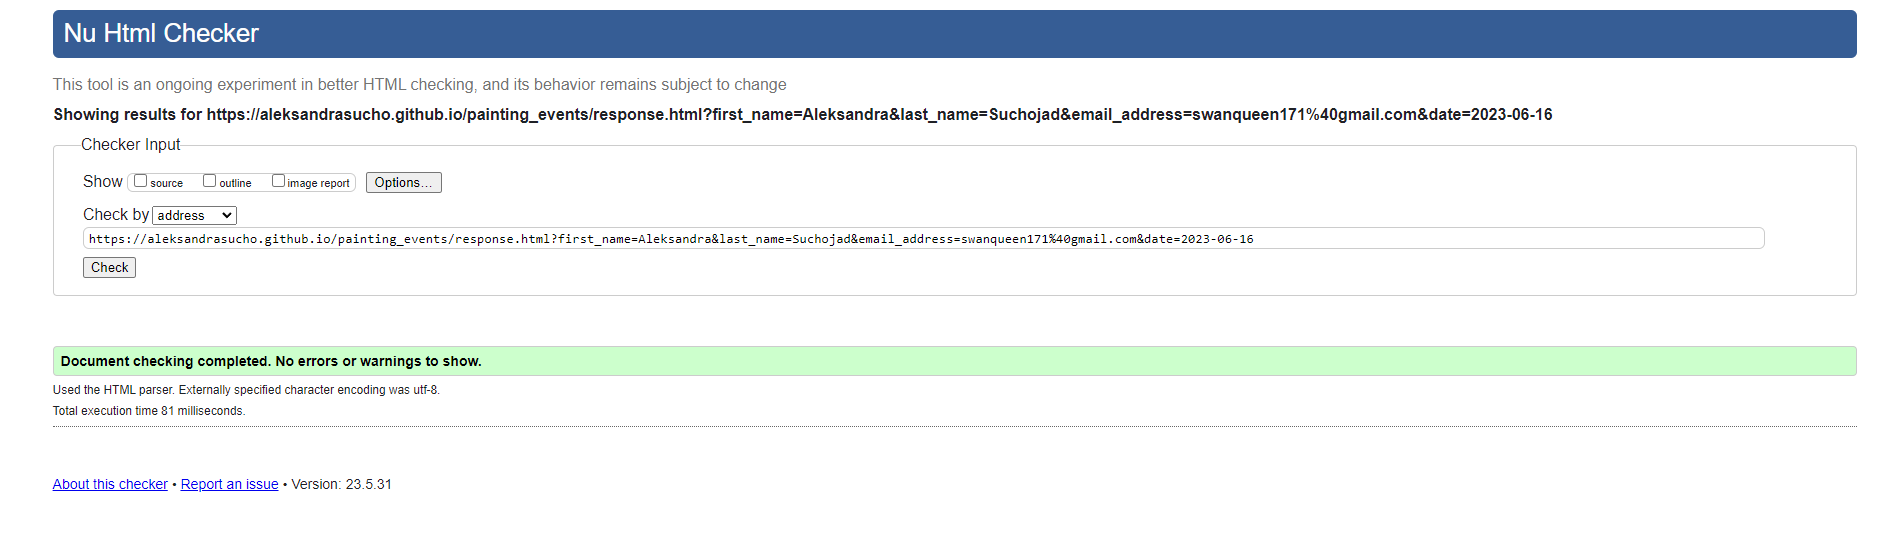 Nu Html Checker
This tool is an ongoing experiment in better HTML checking, and its behavior remains subject to change
Showing results for https://aleksandrasucho.github.io/painting_events/response.html?first_name=Aleksandra&last_name=Suchojad&email_address=swanqueen171%40gmail.com&date=2023-06-16
Checker Input
Show source outline image report Options...
Check by address
https://aleksandrasucho.github.io/painting_events/response.html?first_name=Aleksandra&last_name=Suchojad&email_address=swanqueen171%40gmail.com&date=2023-06-16
Check
Document checking completed. No errors or warnings to show.
Used the HTML parser. Externally specified character encoding was utf-8.
Total execution time 81 milliseconds.
About this checker • Report an issue • Version: 23.5.31